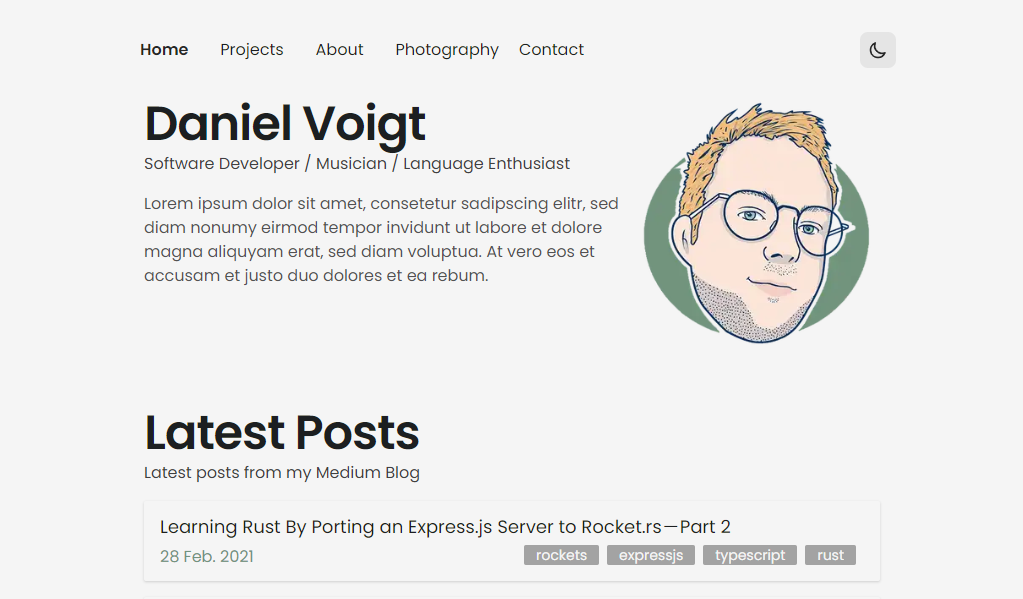 Home Projects About Photography Contact
Daniel Voigt
Software Developer / Musician / Language Enthusiast
Lorem ipsum dolor sit amet, consetetur sadipscing elitr, sed
diam nonumy eirmod tempor invidunt ut labore et dolore
magna aliquyam erat, sed diam voluptua. At vero eos et
accusam et justo duo dolores et ea rebum.
Latest Posts
Latest posts from my Medium Blog
Learning Rust By Porting an Express.js Server to Rocket.rs — Part 2
28 Feb. 2021 rockets expressjs typescript rust